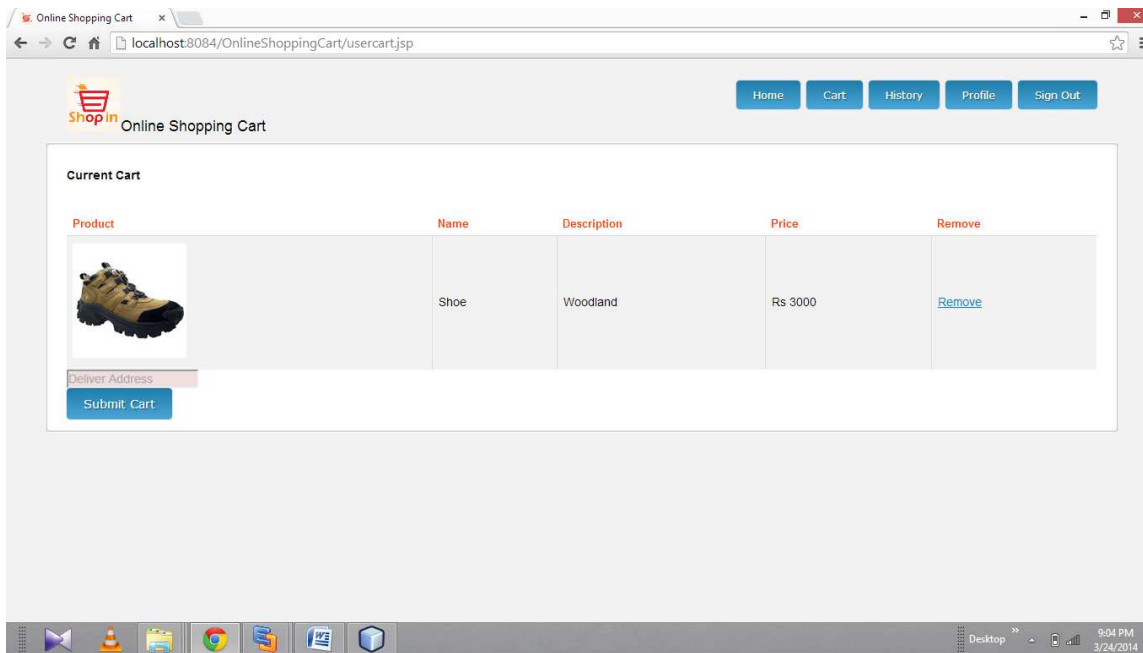 Online Shopping Cart
localhost:8084/OnlineShoppingCart/usercart.jsp
Shop in
Online Shopping Cart
Home Cart History Profile Sign Out
Current Cart
Product Name Description Price Remove
Shoe Woodland Rs 3000 Remove
Deliver Address
Submit Cart
Desktop
9:04 PM
3/24/2014